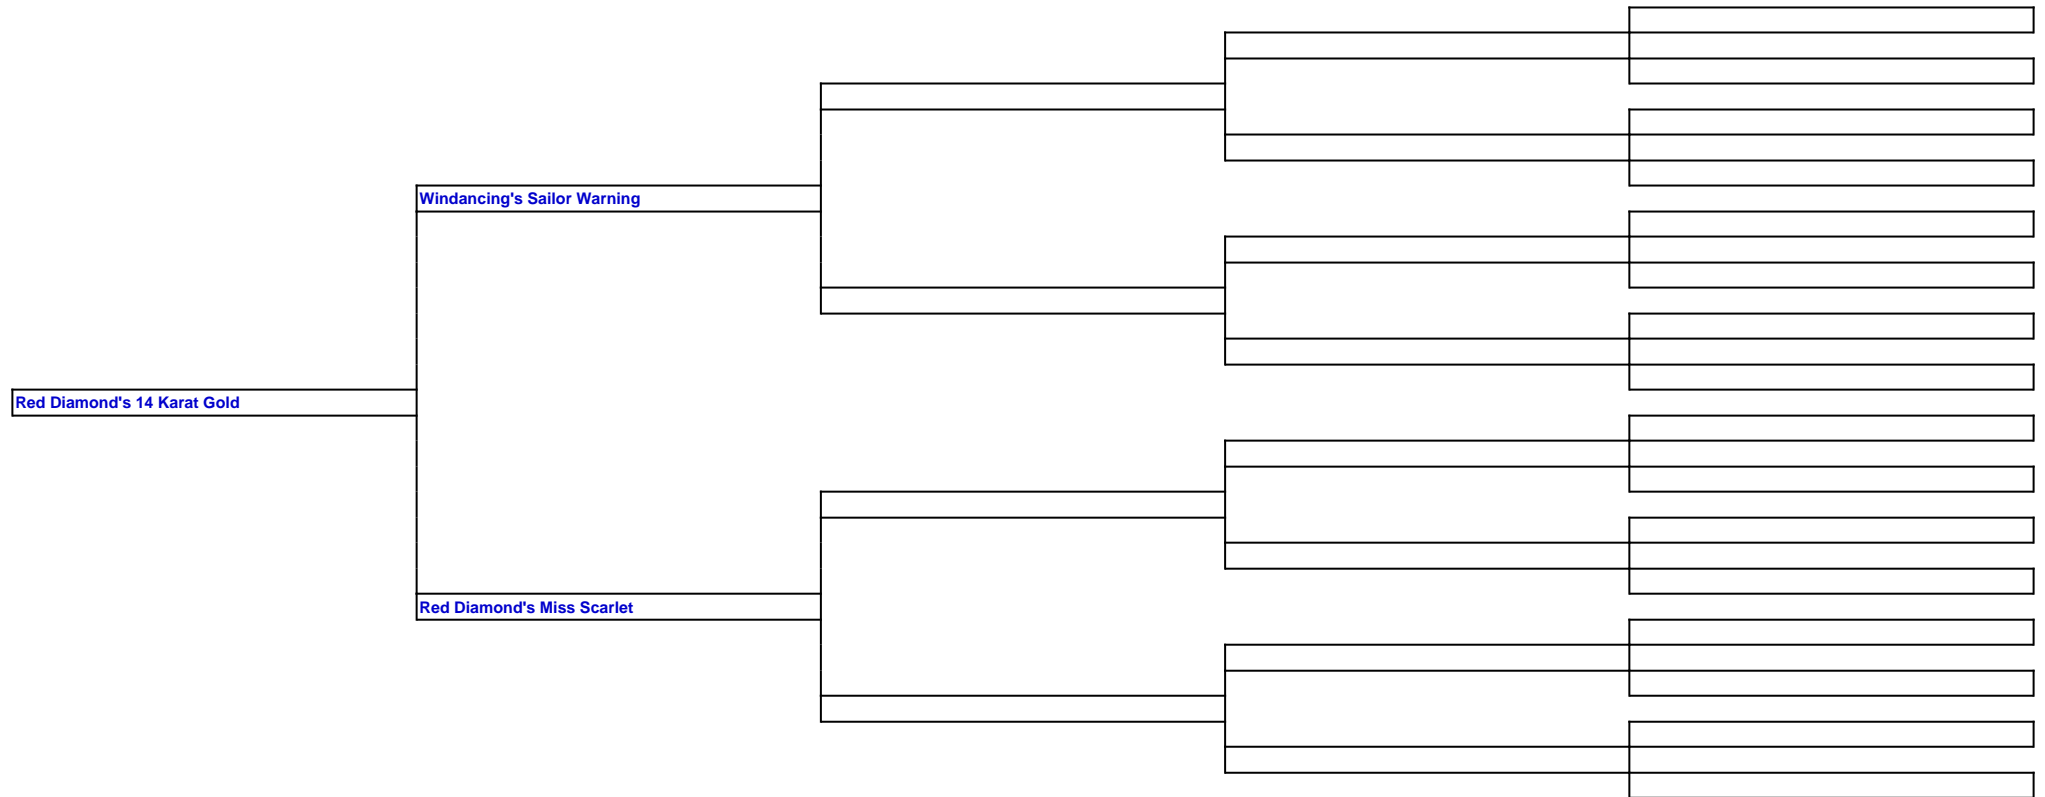 Windancing's Sailor Warning
Red Diamond's 14 Karat Gold
Red Diamond's Miss Scarlet